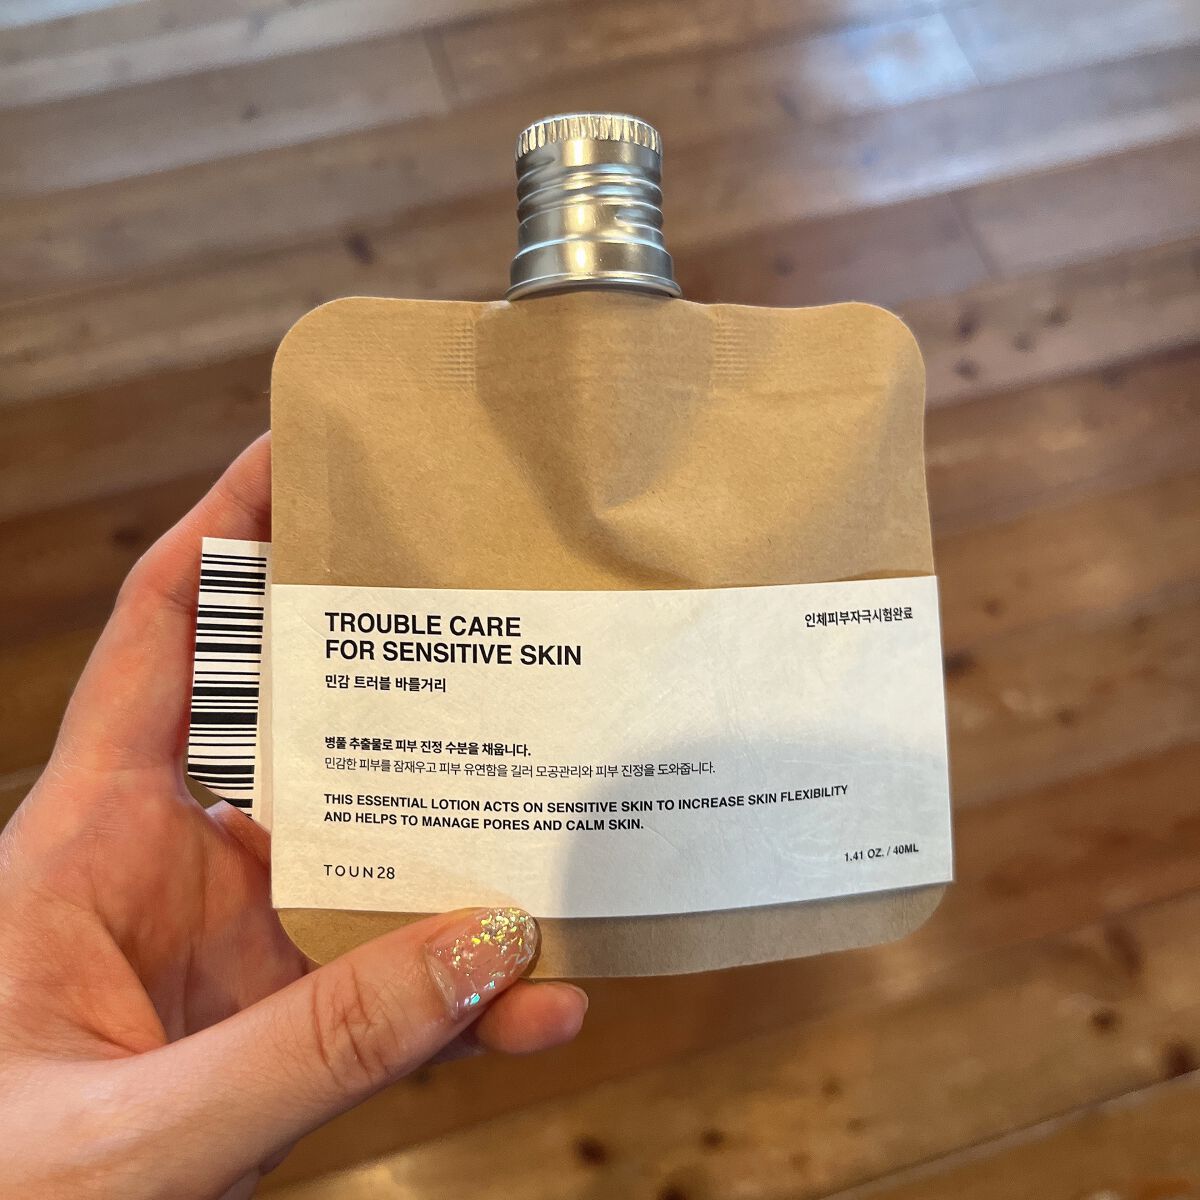 TROUBLE CARE
FOR SENSITIVE SKIN
인체피부자극시험완료
민감 트러블 바를거리
병풀 추출물로 피부 진정 수분을 채웁니다.
민감한 피부를 잠재우고 피부 유연함을 길러 모공관리와 피부 진정을 도와줍니다.
THIS ESSENTIAL LOTION ACTS ON SENSITIVE SKIN TO INCREASE SKIN FLEXIBILITY
AND HELPS TO MANAGE PORES AND CALM SKIN.
1.41 OZ. / 40ML
TOUN28